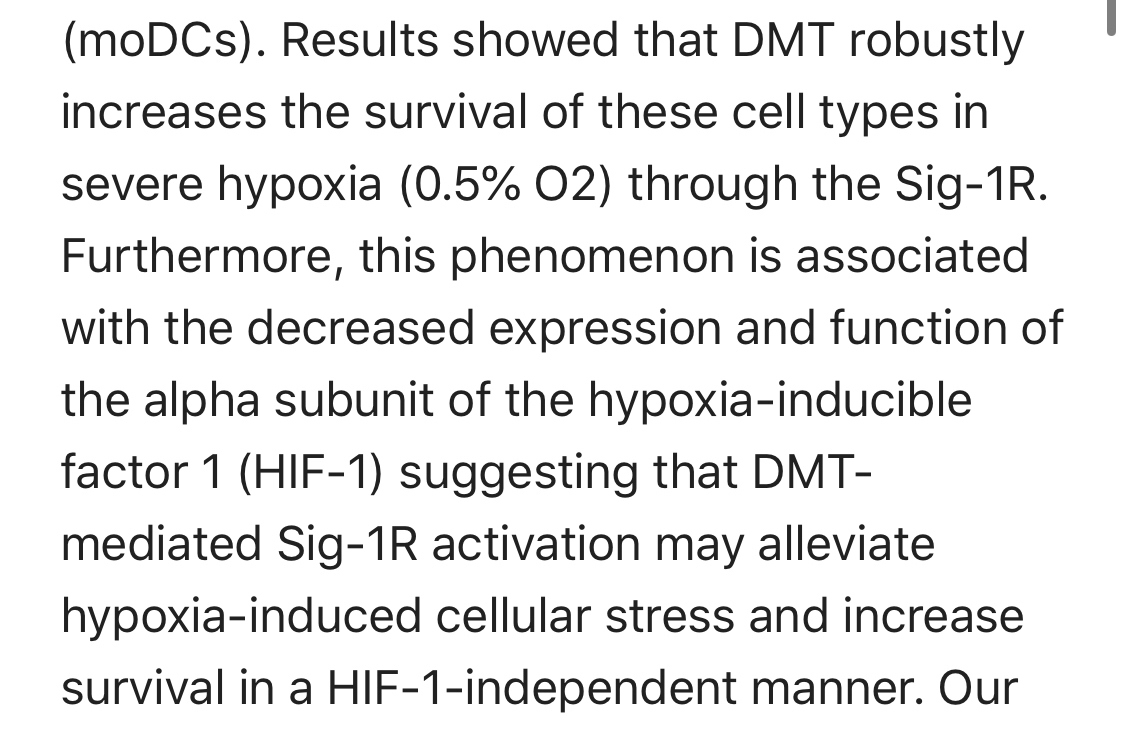 (moDCs). Results showed that DMT robustly
increases the survival of these cell types in
severe hypoxia (0.5% O2) through the Sig-1R.
Furthermore, this phenomenon is associated
with the decreased expression and function of
the alpha subunit of the hypoxia-inducible
factor 1 (HIF-1) suggesting that DMT-
mediated Sig-1R activation may alleviate
hypoxia-induced cellular stress and increase
survival in a HIF-1-independent manner. Our